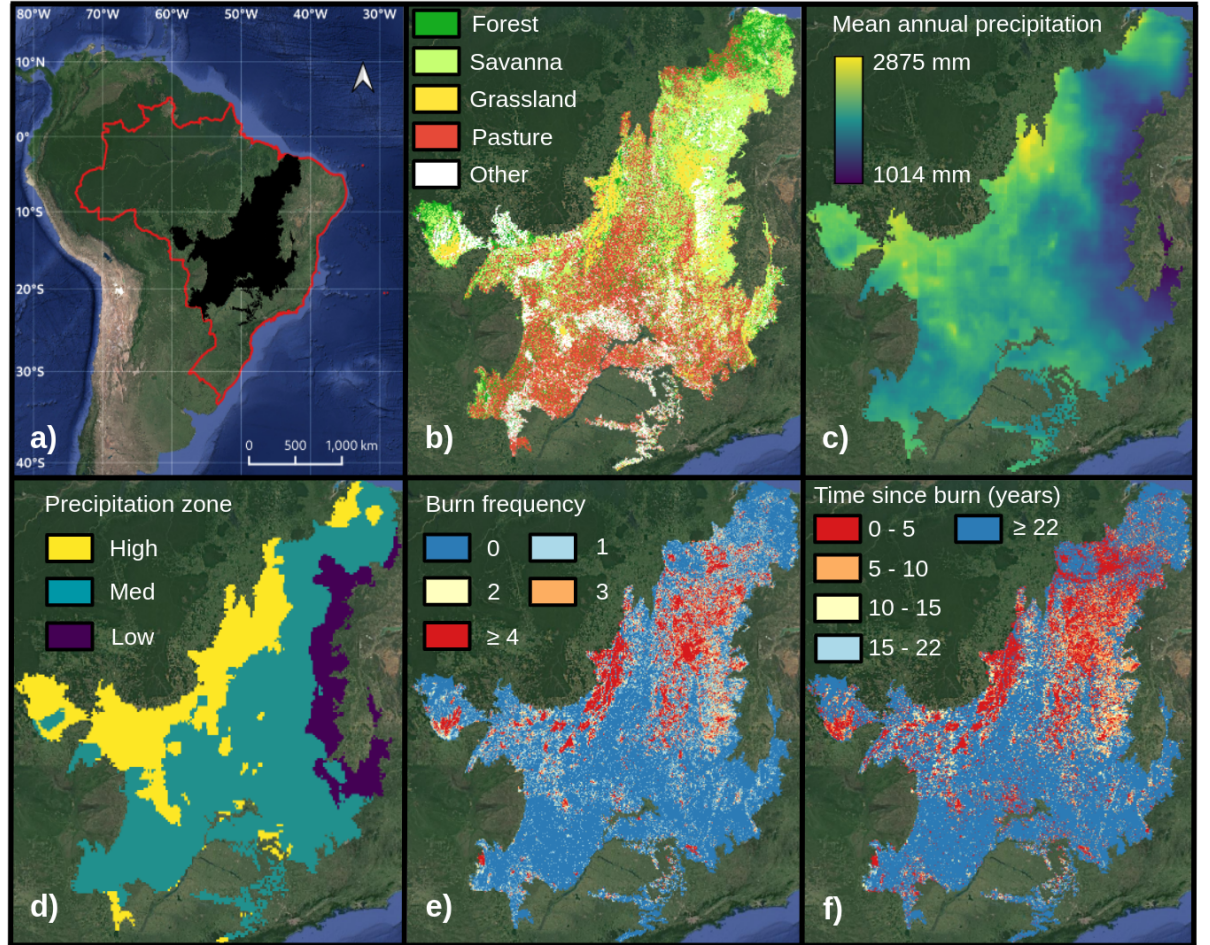 80°W 70°W 60°W 50°W 40°W 30°W
10°N
0°
10°S
20°S
30°S
40°S
0 500 1,000 km
a)
Forest
Savanna
Grassland
Pasture
Other
b)
Mean annual precipitation
2875 mm
1014 mm
c)
Precipitation zone
High
Med
Low
d)
Burn frequency
0 1
2 3
≥ 4
e)
Time since burn (years)
0 - 5 ≥ 22
5 - 10
10 - 15
15 - 22
f)